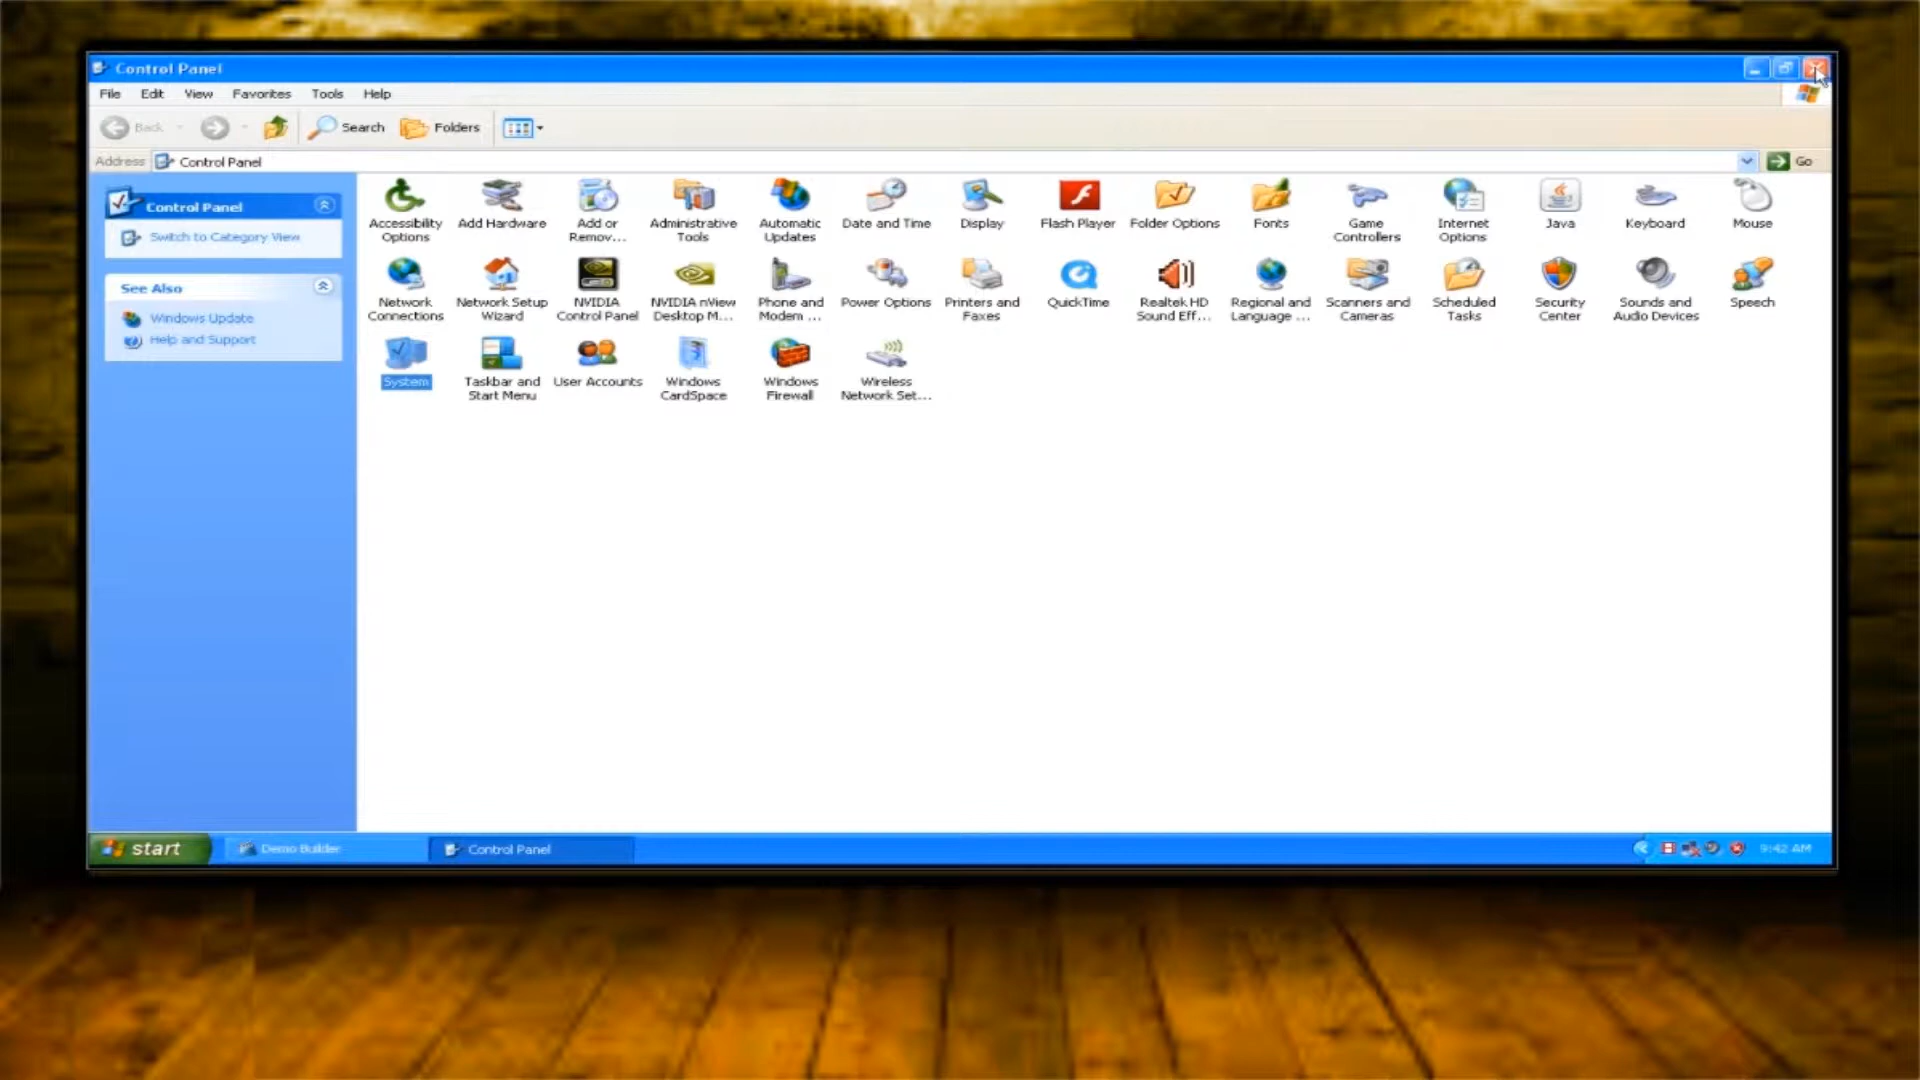 Control Panel
File Edit View Favorites Tools Help
Back Search Folders
Address Control Panel Go
Control Panel
Switch to Category View
See Also
Windows Update
Help and Support
Accessibility Options
Add Hardware
Add or Remov...
Administrative Tools
Automatic Updates
Date and Time
Display
Flash Player
Folder Options
Fonts
Game Controllers
Internet Options
Java
Keyboard
Mouse
Network Connections
Network Setup Wizard
NVIDIA Control Panel
NVIDIA nView Desktop M...
Phone and Modem ...
Power Options
Printers and Faxes
QuickTime
Realtek HD Sound Eff...
Regional and Language ...
Scanners and Cameras
Scheduled Tasks
Security Center
Sounds and Audio Devices
Speech
System
Taskbar and Start Menu
User Accounts
Windows CardSpace
Windows Firewall
Wireless Network Set...
start Demo Builder Control Panel 9:42 AM